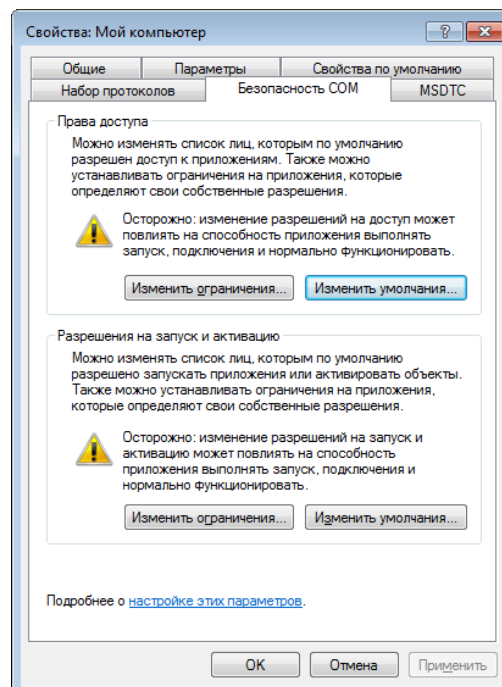 Свойства: Мой компьютер
Общие Параметры Свойства по умолчанию
Набор протоколов Безопасность COM MSDTC
Права доступа
Можно изменять список лиц, которым по умолчанию
разрешен доступ к приложениям. Также можно
устанавливать ограничения на приложения, которые
определяют свои собственные разрешения.
Осторожно: изменение разрешений на доступ может
повлиять на способность приложения выполнять
запуск, подключения и нормально функционировать.
Изменить ограничения... Изменить умолчания...
Разрешения на запуск и активацию
Можно изменять список лиц, которым по умолчанию
разрешено запускать приложения или активировать объекты.
Также можно устанавливать ограничения на приложения,
которые определяют свои собственные разрешения.
Осторожно: изменение разрешений на запуск и
активацию может повлиять на способность
приложения выполнять запуск, подключения и
нормально функционировать.
Изменить ограничения... Изменить умолчания...
Подробнее о настройке этих параметров.
OK Отмена Применить